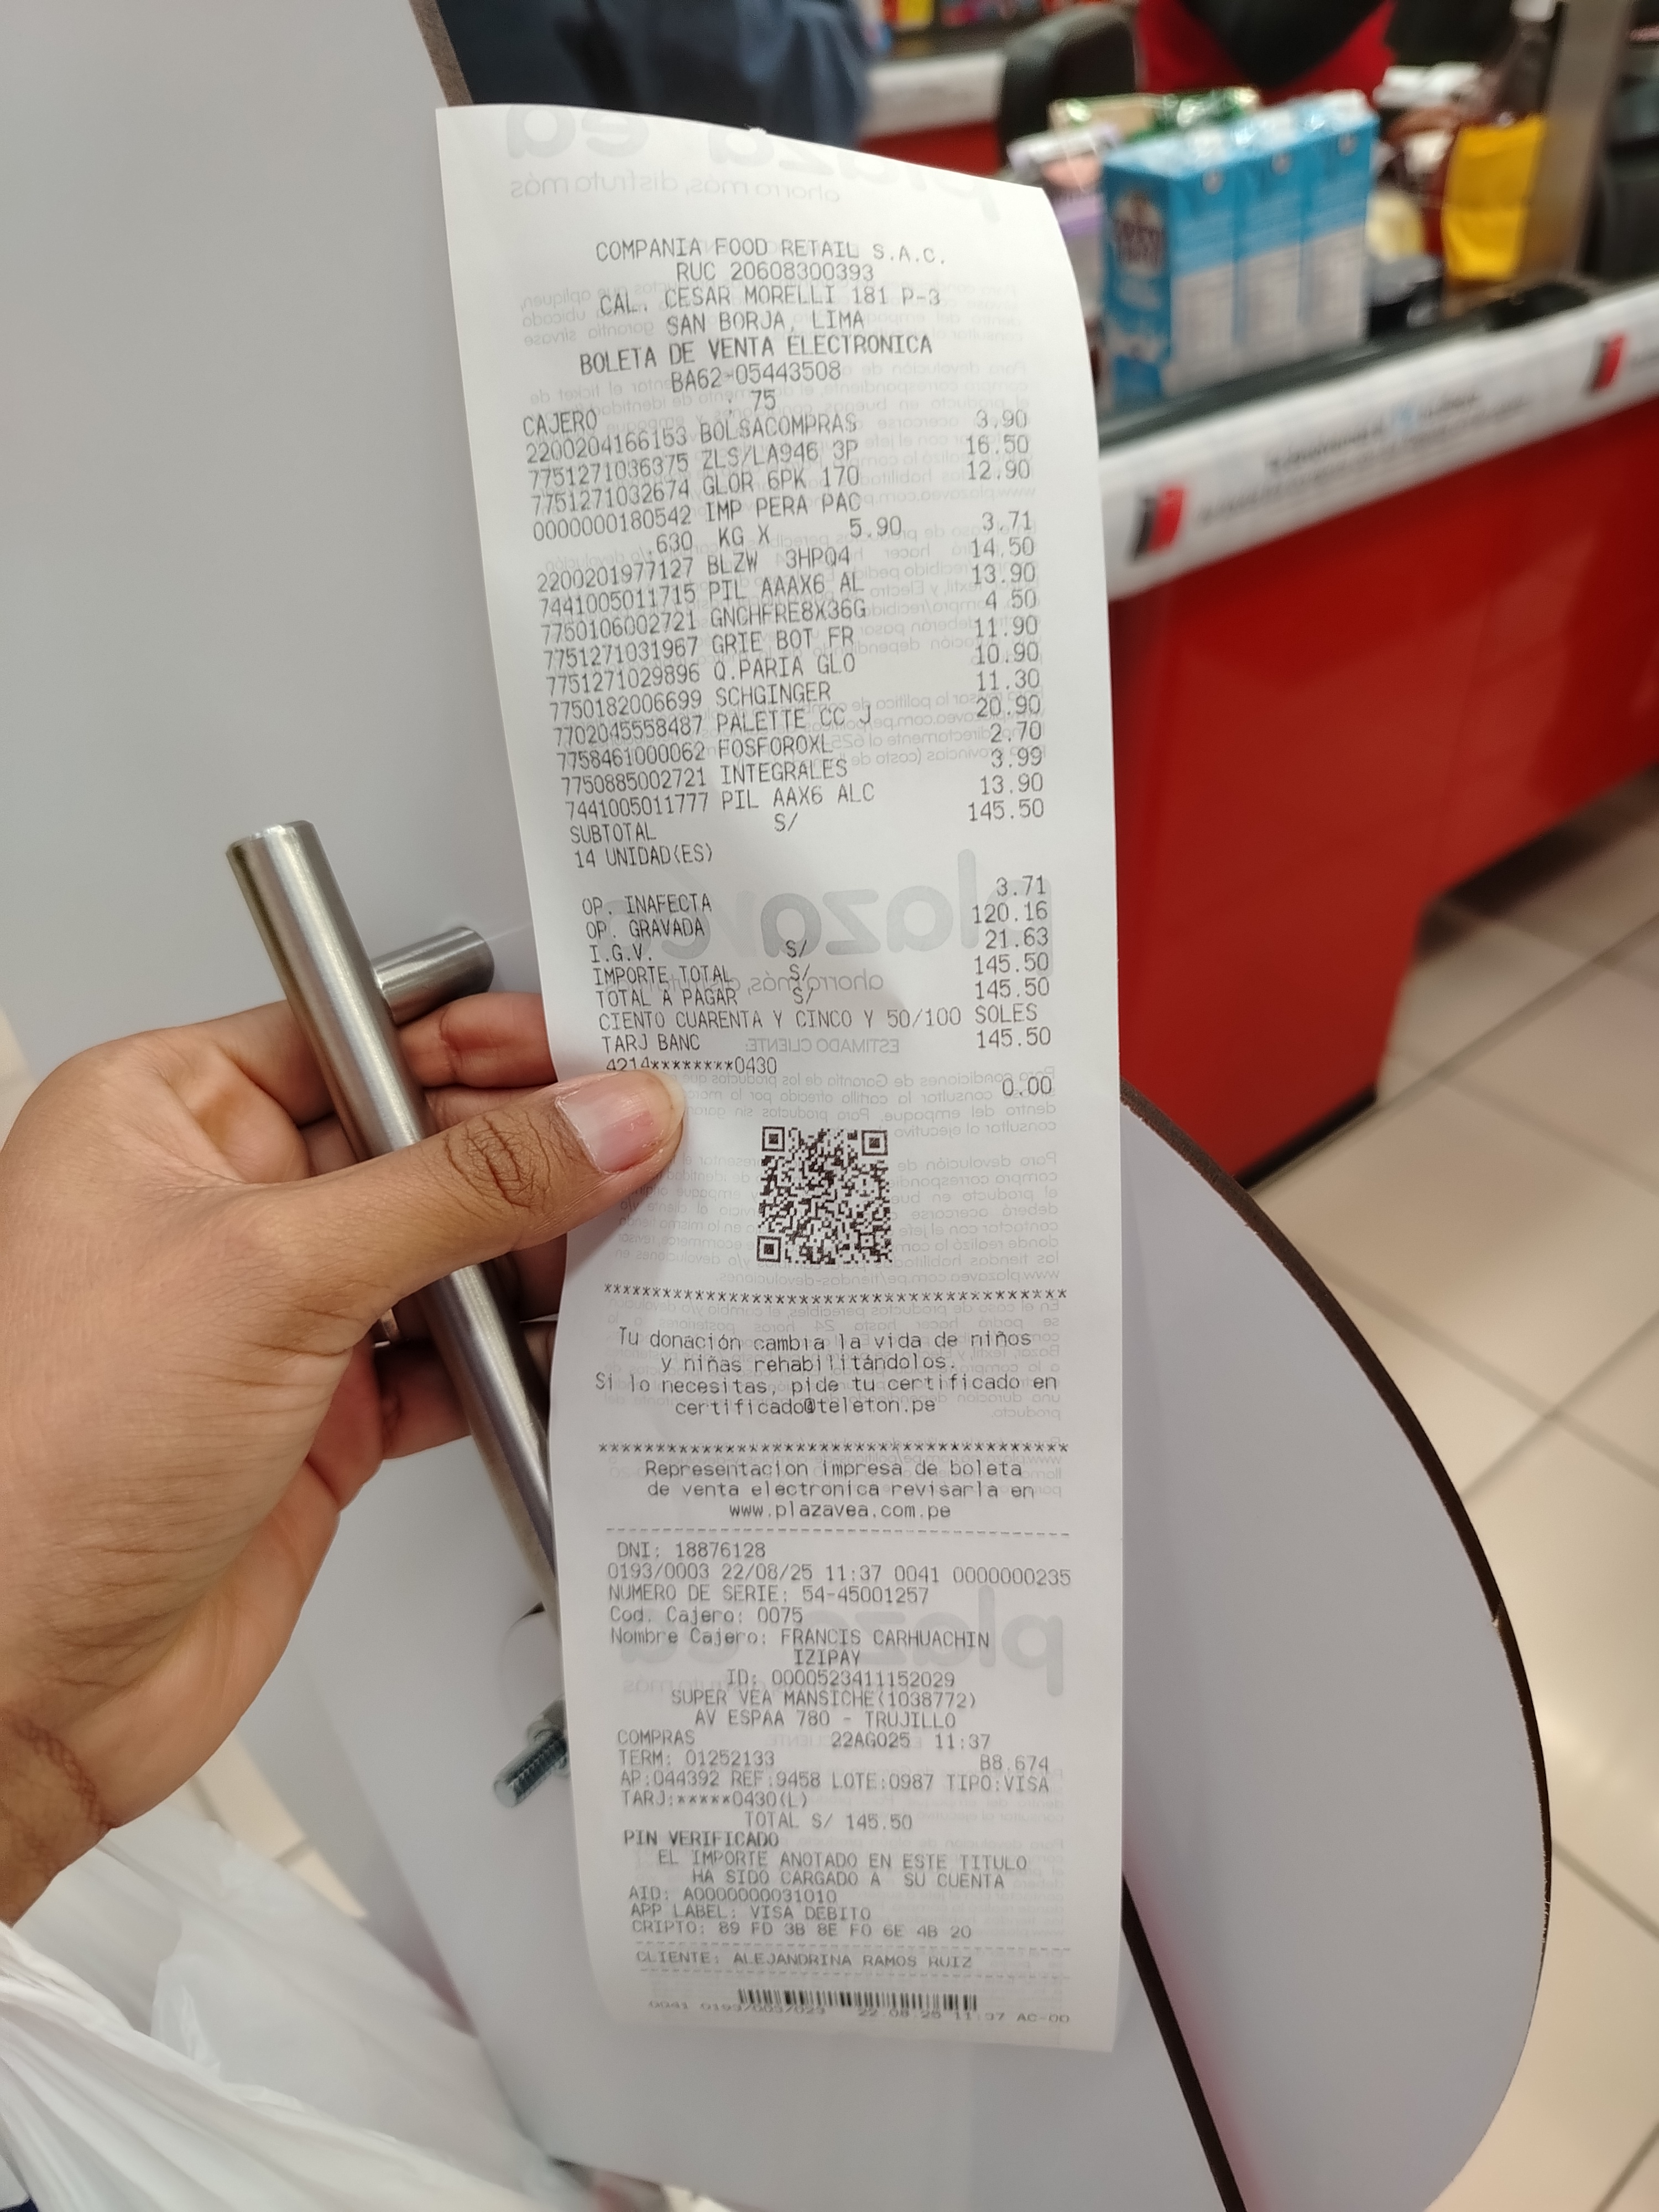 COMPANIA FOOD RETAIL S.A.C.
RUC 20608300393
CAL. CESAR MORELLI 181 P-3
SAN BORJA, LIMA
BOLETA DE VENTA ELECTRONICA
BA62-05443508
CAJERO : 75
2200204166153 BOLSACOMPRAS 3.90
7751271036375 ZLS/LA946 3P 16.50
7751271032674 GLOR 6PK 170 12.90
0000000180542 IMP PERA PAC
.630 KG X 5.90 3.71
2200201977127 BLZW 3HPQ4 14.50
7441005011715 PIL AAAX6 AL 13.90
7750106002721 GNCHFRE8X36G 4.50
7751271031967 GRIE BOT FR 11.90
7751271029896 Q.PARIA GLO 10.90
7750182006699 SCHGINGER 11.30
7702045558487 PALETTE CC J 20.90
7758461000062 FOSFOROXL 2.70
7750885002721 INTEGRALES 3.99
7441005011777 PIL AAX6 ALC 13.90
SUBTOTAL S/ 145.50
14 UNIDAD(ES)
OP. INAFECTA 3.71
OP. GRAVADA 120.16
I.G.V. S/ 21.63
IMPORTE TOTAL S/ 145.50
TOTAL A PAGAR S/ 145.50
CIENTO CUARENTA Y CINCO Y 50/100 SOLES
TARJ BANC 145.50
4214********0430
0.00
****************************************
Tu donación cambia la vida de niños
y niñas rehabilitándolos.
Si lo necesitas, pide tu certificado en
certificado@teleton.pe
****************************************
Representacion impresa de boleta
de venta electronica revisarla en
www.plazavea.com.pe
DNI: 18876128
0193/0003 22/08/25 11:37 0041 0000000235
NUMERO DE SERIE: 54-45001257
Cod. Cajero: 0075
Nombre Cajero: FRANCIS CARHUACHIN
IZIPAY
ID: 0000523411152029
SUPER VEA MANSICHE(1038772)
AV ESPAA 780 - TRUJILLO
COMPRAS 22AGO25 11:37
TERM: 01252133 B8.674
AP:044392 REF:9458 LOTE:0987 TIPO:VISA
TARJ:*****0430(L)
TOTAL S/ 145.50
PIN VERIFICADO
EL IMPORTE ANOTADO EN ESTE TITULO
HA SIDO CARGADO A SU CUENTA
AID: A0000000031010
APP LABEL: VISA DEBITO
CRIPTO: 89 FD 3B 8E F0 6E 4B 20
CLIENTE: ALEJANDRINA RAMOS RUIZ
0041 0193/003/023 22.08.25 11:37 AC-00